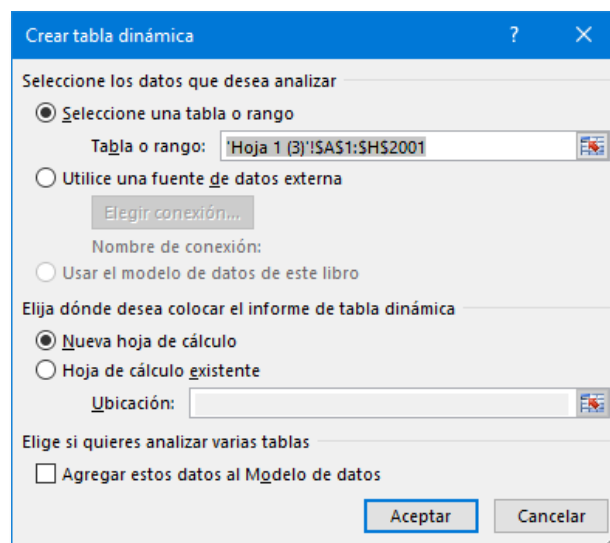 Crear tabla dinámica
?
Seleccione los datos que desea analizar
Seleccione una tabla o rango
Tabla o rango: 'Hoja 1 (3)'!$A$1:$H$2001
Utilice una fuente de datos externa
Elegir conexión...
Nombre de conexión:
Usar el modelo de datos de este libro
Elija dónde desea colocar el informe de tabla dinámica
Nueva hoja de cálculo
Hoja de cálculo existente
Ubicación:
Elige si quieres analizar varias tablas
Agregar estos datos al Modelo de datos
Aceptar Cancelar